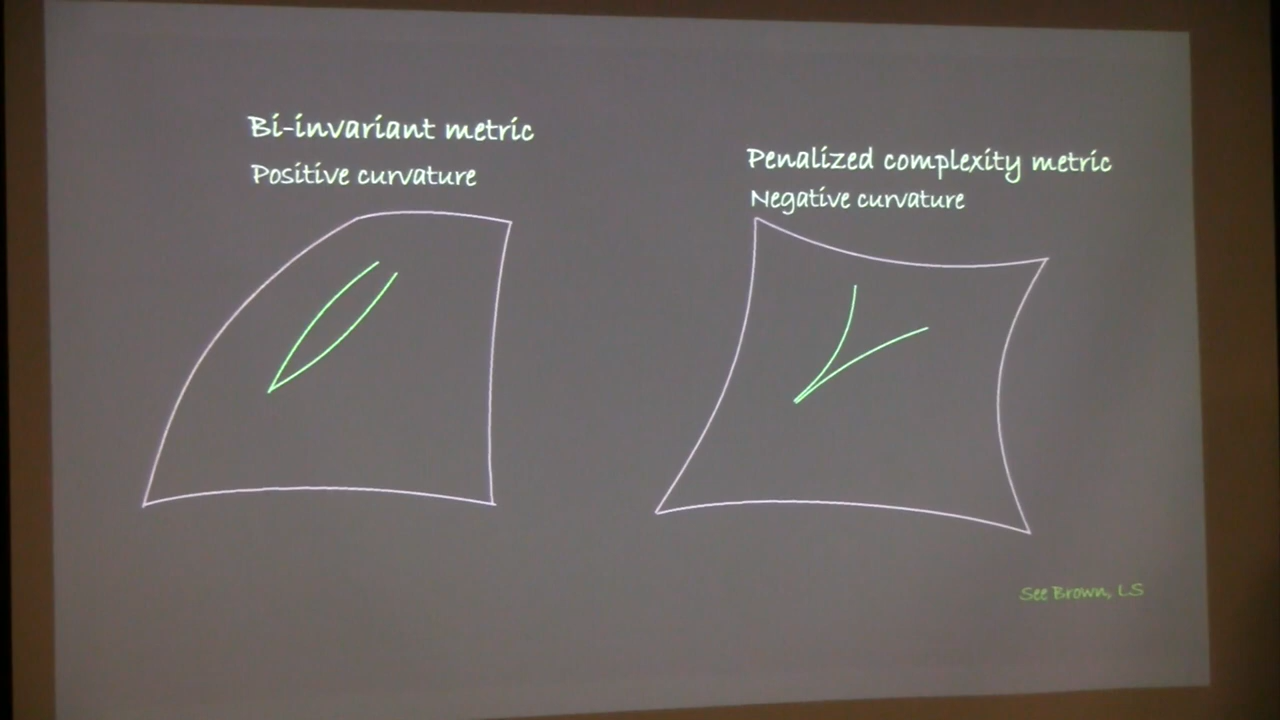 Bi-invariant metric
Positive curvature
Penalized complexity metric
Negative curvature
See Brown, LS